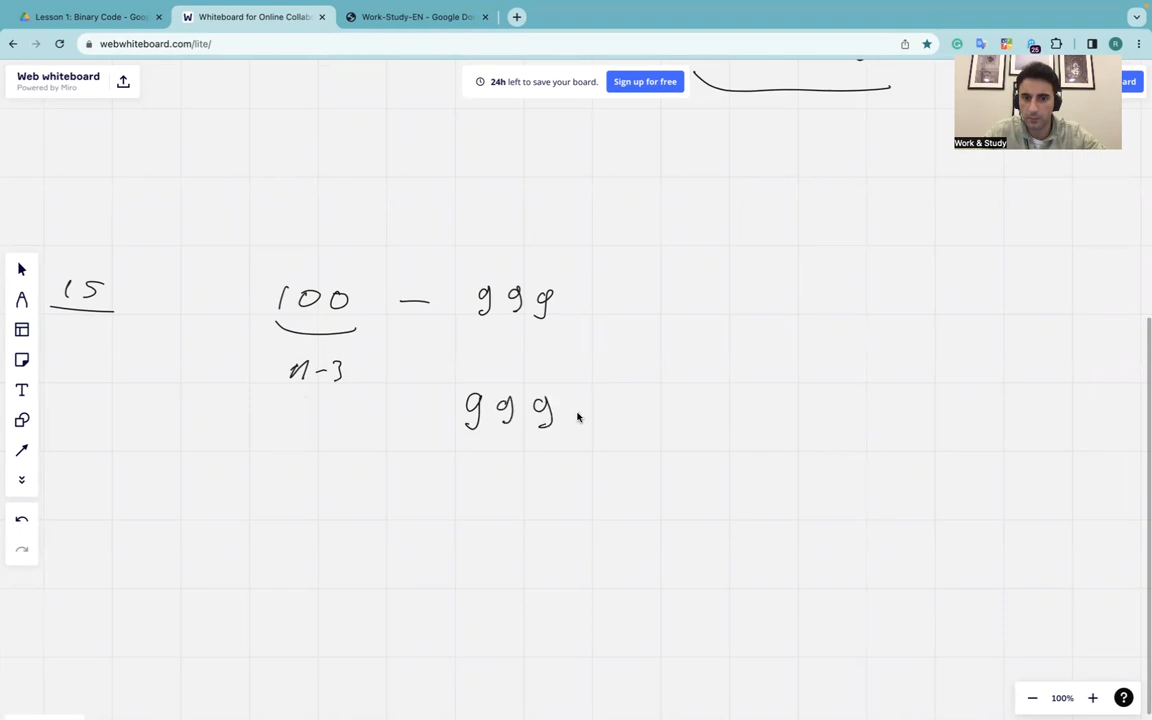 Lesson 1: Binary Code - Goo
Whiteboard for Online Collab
Work-Study-EN - Google Do
webwhiteboard.com/lite/
25
R
Web whiteboard
Powered by Miro
24h left to save your board.
Sign up for free
ard
Work & Study
15
100 — 999
n-3
999
T
100%
?